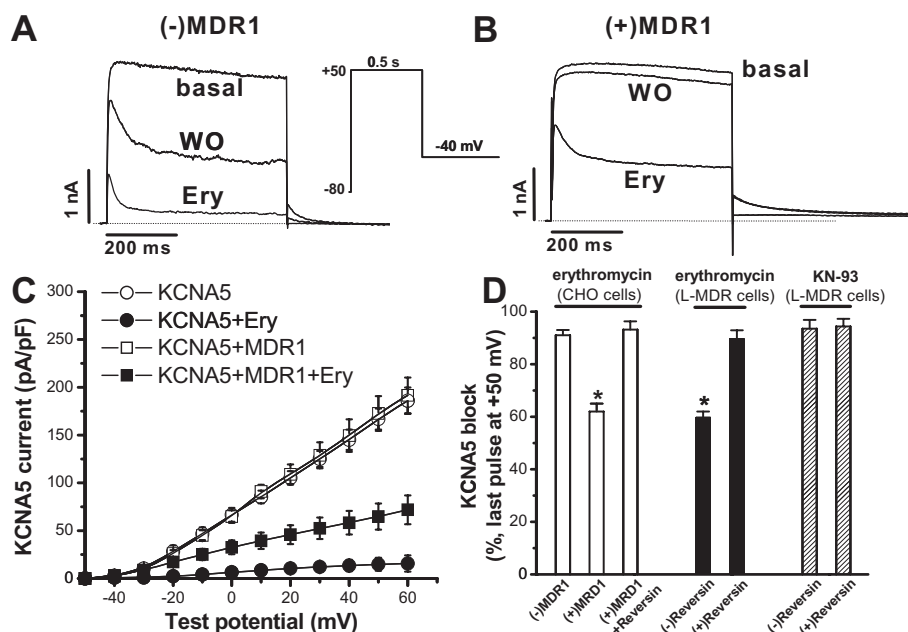 A
(-)MDR1
basal
WO
Ery
1 nA
200 ms
+50
0.5 s
-40 mV
-80
B
(+)MDR1
basal
WO
Ery
1 nA
200 ms
C
KCNA5
KCNA5+Ery
KCNA5+MDR1
KCNA5+MDR1+Ery
KCNA5 current (pA/pF)
300
250
200
150
100
50
0
-40
-20
0
20
40
60
Test potential (mV)
D
erythromycin
(CHO cells)
erythromycin
(L-MDR cells)
KN-93
(L-MDR cells)
KCNA5 block
(%, last pulse at +50 mV)
100
80
60
40
20
0
*
*
(-)MDR1
(+)MRD1
(+)MRD1
+Reversin
(-)Reversin
(+)Reversin
(-)Reversin
(+)Reversin